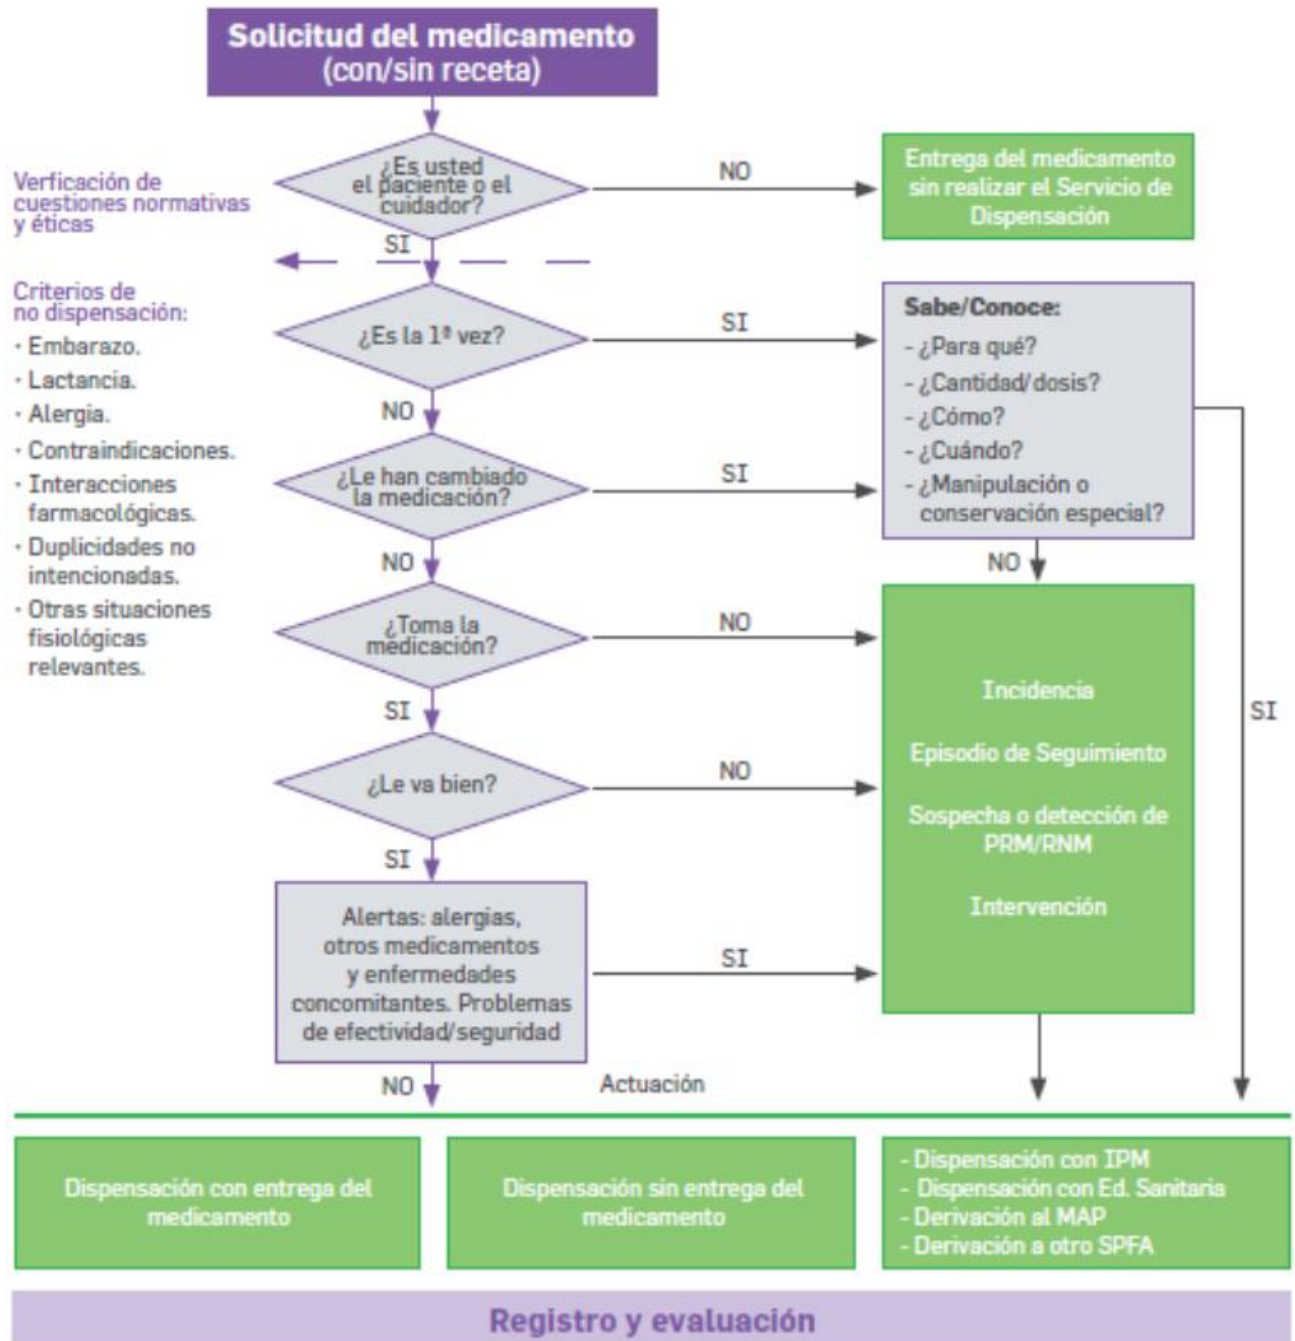 Solicitud del medicamento
(con/sin receta)
¿Es usted
el paciente o el
cuidador?
NO
Entrega del medicamento
sin realizar el Servicio de
Dispensación
Verficación de
cuestiones normativas
y éticas
SI
Criterios de
no dispensación:
· Embarazo.
· Lactancia.
· Alergia.
· Contraindicaciones.
· Interacciones
farmacológicas.
· Duplicidades no
intencionadas.
· Otras situaciones
fisiológicas
relevantes.
¿Es la 1ª vez?
SI
Sabe/Conoce:
- ¿Para qué?
- ¿Cantidad/dosis?
- ¿Cómo?
- ¿Cuándo?
- ¿Manipulación o
conservación especial?
NO
¿Le han cambiado
la medicación?
SI
NO
NO
¿Toma la
medicación?
NO
Incidencia
Episodio de Seguimiento
Sospecha o detección de
PRM/RNM
Intervención
SI
SI
¿Le va bien?
NO
SI
Alertas: alergias,
otros medicamentos
y enfermedades
concomitantes. Problemas
de efectividad/seguridad
SI
NO
Actuación
Dispensación con entrega del
medicamento
Dispensación sin entrega del
medicamento
- Dispensación con IPM
- Dispensación con Ed. Sanitaria
- Derivación al MAP
- Derivación a otro SPFA
Registro y evaluación